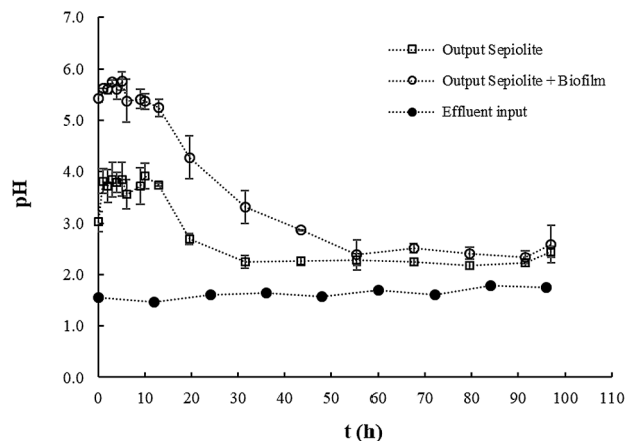 7.0
6.0
5.0
4.0
3.0
2.0
1.0
0.0
pH
Output Sepiolite
Output Sepiolite + Biofilm
Effluent input
0 10 20 30 40 50 60 70 80 90 100 110
t (h)